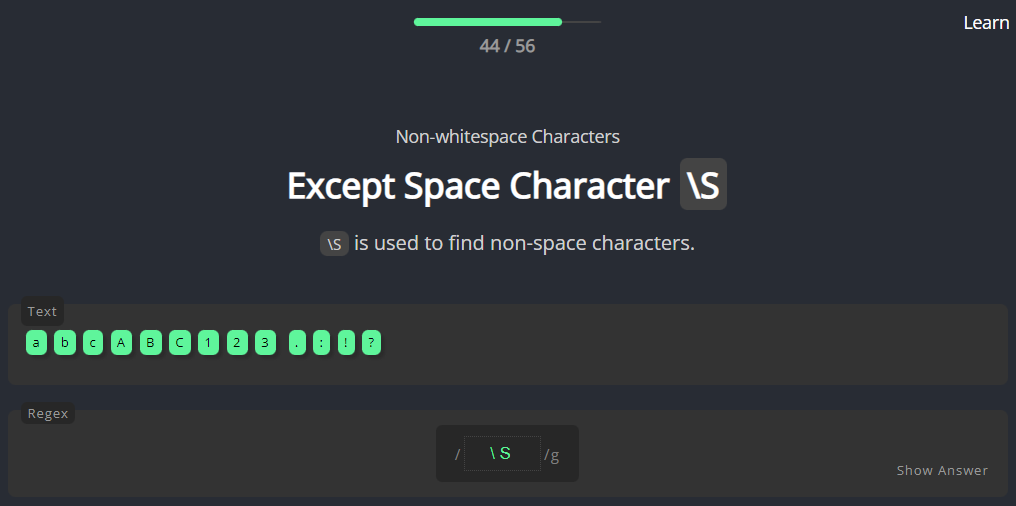 Learn
44 / 56
Non-whitespace Characters
Except Space Character \S
\S is used to find non-space characters.
Text
a b c A B C 1 2 3 . : ! ?
Regex
/ \S /g
Show Answer